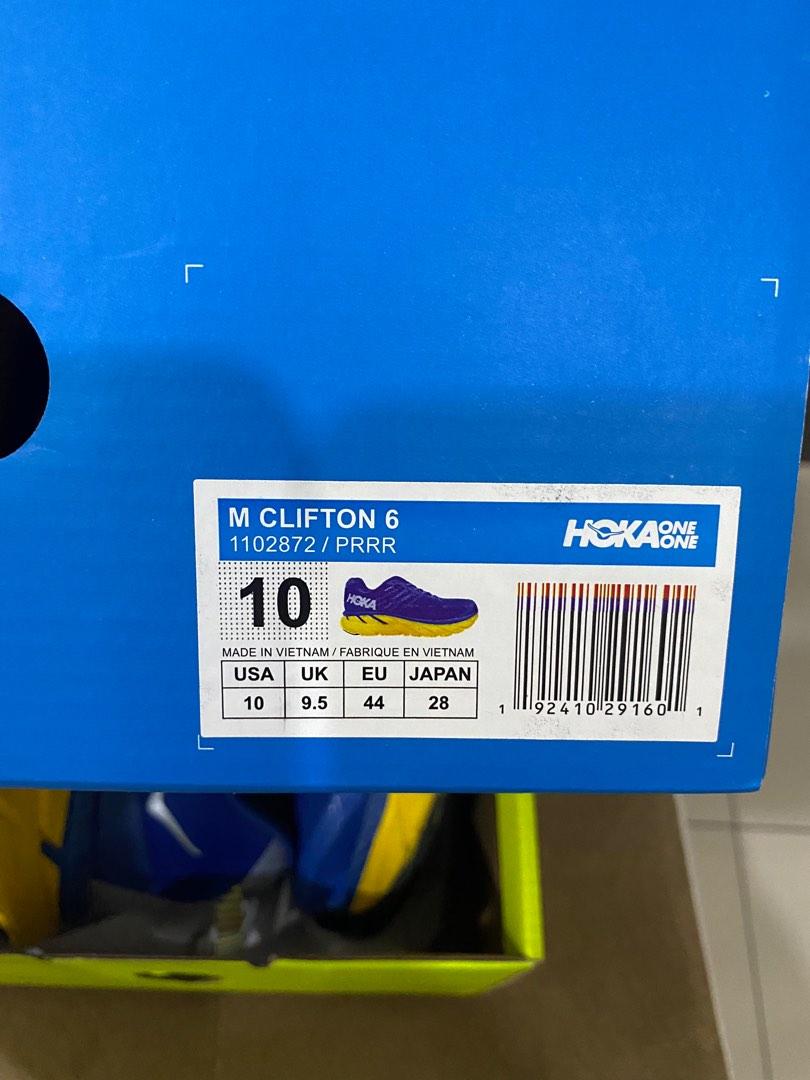 M CLIFTON 6
1102872 / PRRR
HOKA ONE ONE
10
HOKA
MADE IN VIETNAM / FABRIQUE EN VIETNAM
USA UK EU JAPAN
10 9.5 44 28
1 92410 29160 1